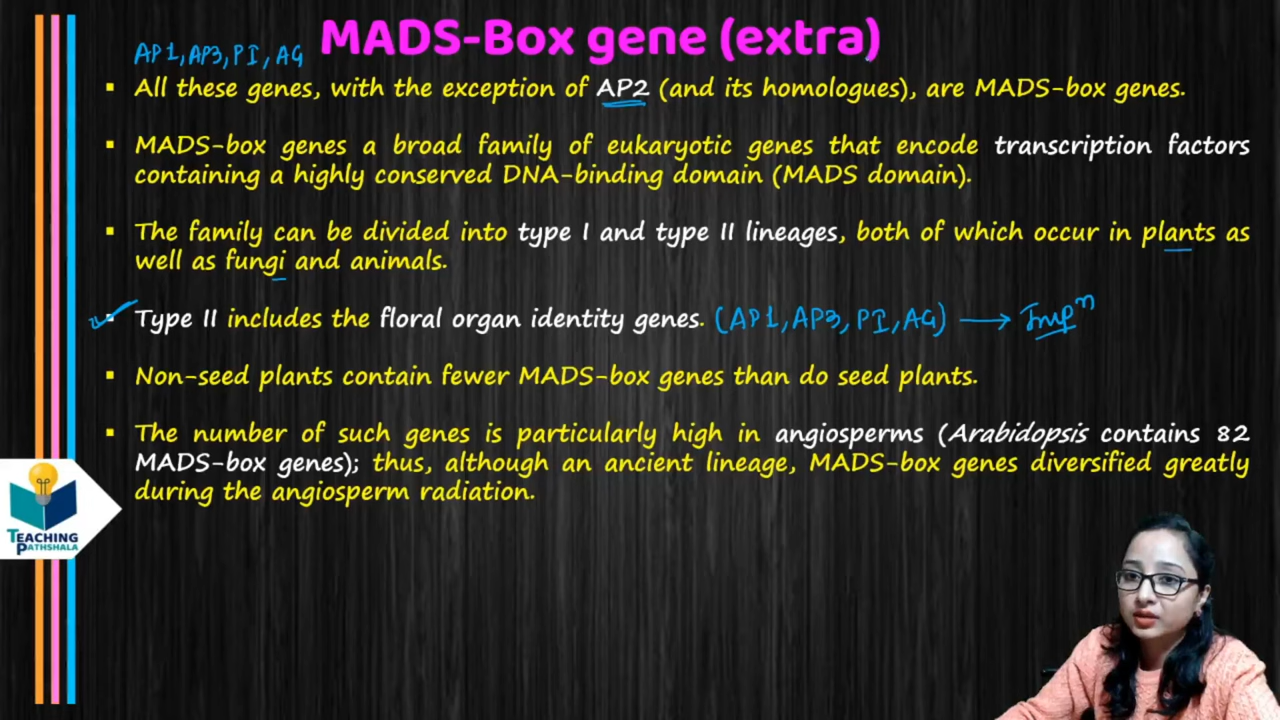 MADS-Box gene (extra)
AP1, AP3, PI, AG
▪ All these genes, with the exception of AP2 (and its homologues), are MADS-box genes.
▪ MADS-box genes a broad family of eukaryotic genes that encode transcription factors
containing a highly conserved DNA-binding domain (MADS domain).
▪ The family can be divided into type I and type II lineages, both of which occur in plants as
well as fungi and animals.
▪ Type II includes the floral organ identity genes. (AP1, AP3, PI, AG) → Impⁿ
▪ Non-seed plants contain fewer MADS-box genes than do seed plants.
▪ The number of such genes is particularly high in angiosperms (Arabidopsis contains 82
MADS-box genes); thus, although an ancient lineage, MADS-box genes diversified greatly
during the angiosperm radiation.
TEACHING
PATHSHALA